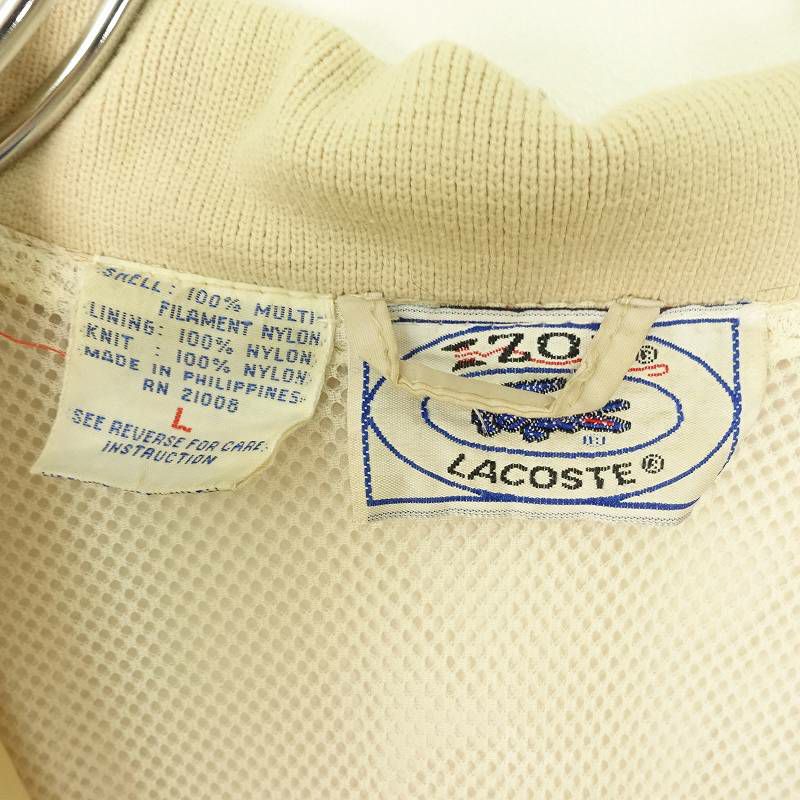 SHELL: 100% MULTI-
FILAMENT NYLON
LINING: 100% NYLON
KNIT : 100% NYLON
MADE IN PHILIPPINES
RN 21008
L
SEE REVERSE FOR CARE
INSTRUCTION
LACOSTE®